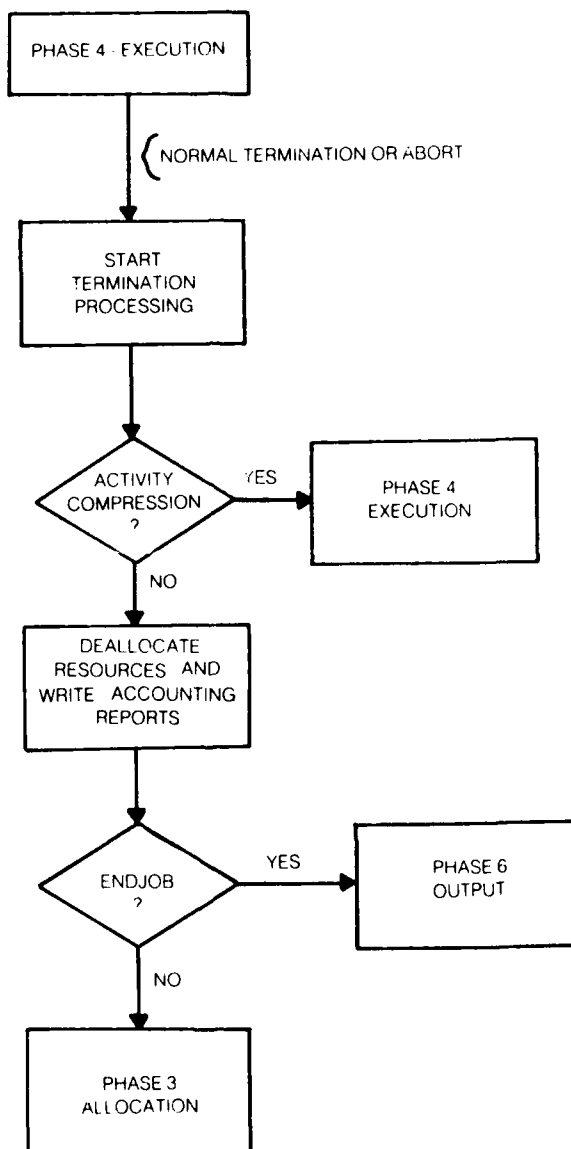 PHASE 4 - EXECUTION
NORMAL TERMINATION OR ABORT
START
TERMINATION
PROCESSING
ACTIVITY
COMPRESSION
?
YES
PHASE 4
EXECUTION
NO
DEALLOCATE
RESOURCES AND
WRITE ACCOUNTING
REPORTS
ENDJOB
?
YES
PHASE 6
OUTPUT
NO
PHASE 3
ALLOCATION